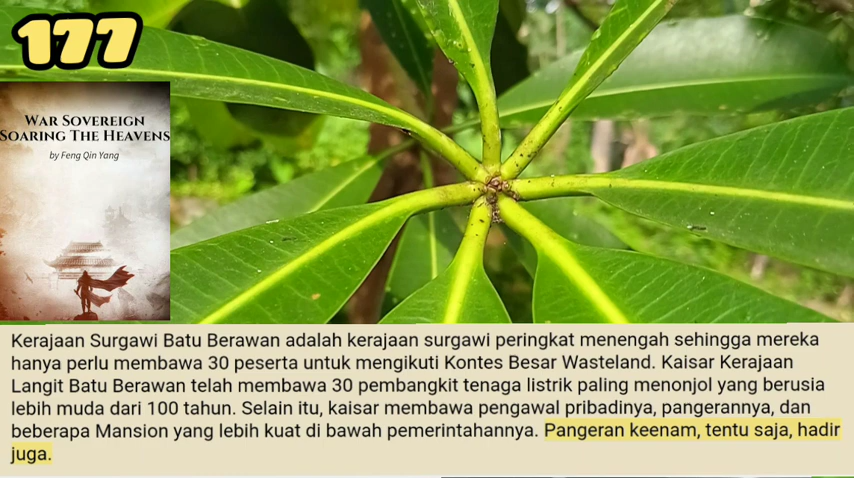 177
WAR SOVEREIGN
SOARING THE HEAVENS
by Feng Qin Yang
Kerajaan Surgawi Batu Berawan adalah kerajaan surgawi peringkat menengah sehingga mereka
hanya perlu membawa 30 peserta untuk mengikuti Kontes Besar Wasteland. Kaisar Kerajaan
Langit Batu Berawan telah membawa 30 pembangkit tenaga listrik paling menonjol yang berusia
lebih muda dari 100 tahun. Selain itu, kaisar membawa pengawal pribadinya, pangerannya, dan
beberapa Mansion yang lebih kuat di bawah pemerintahannya. Pangeran keenam, tentu saja, hadir
juga.